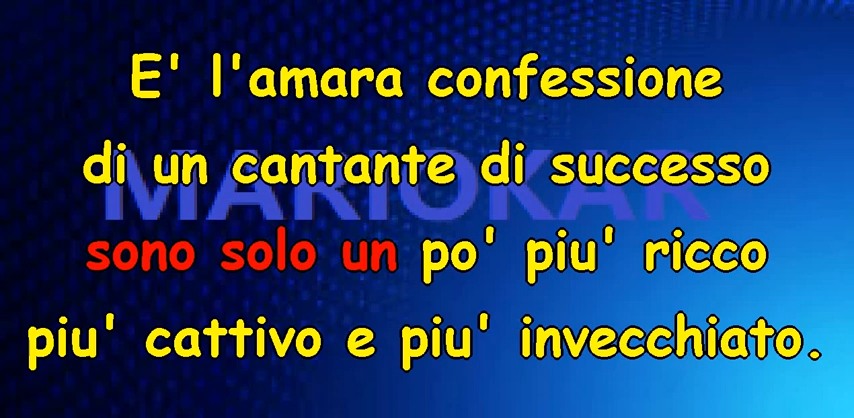 E' l'amara confessione
di un cantante di successo
MARIOKAR
sono solo un po' piu' ricco
piu' cattivo e piu' invecchiato.